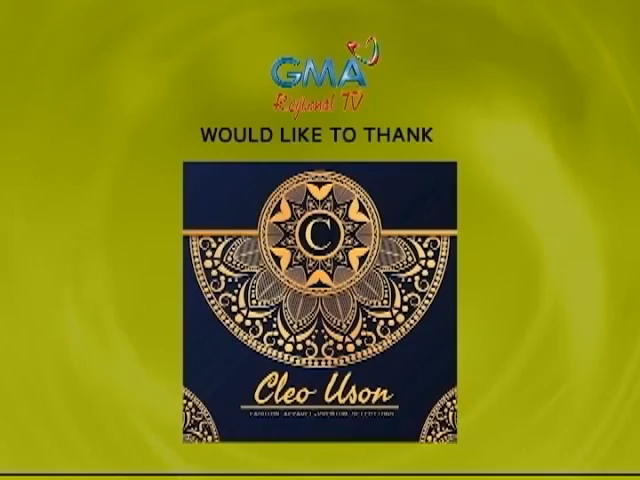 GMA
Regional TV
WOULD LIKE TO THANK
C
Cleo Uson